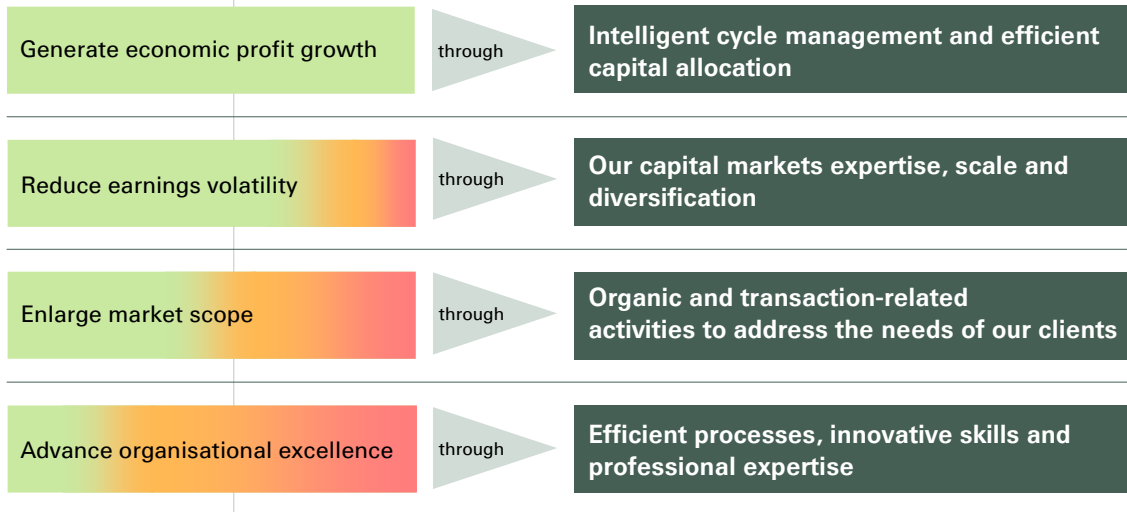 Generate economic profit growth
through
Intelligent cycle management and efficient
capital allocation
Reduce earnings volatility
through
Our capital markets expertise, scale and
diversification
Enlarge market scope
through
Organic and transaction-related
activities to address the needs of our clients
Advance organisational excellence
through
Efficient processes, innovative skills and
professional expertise